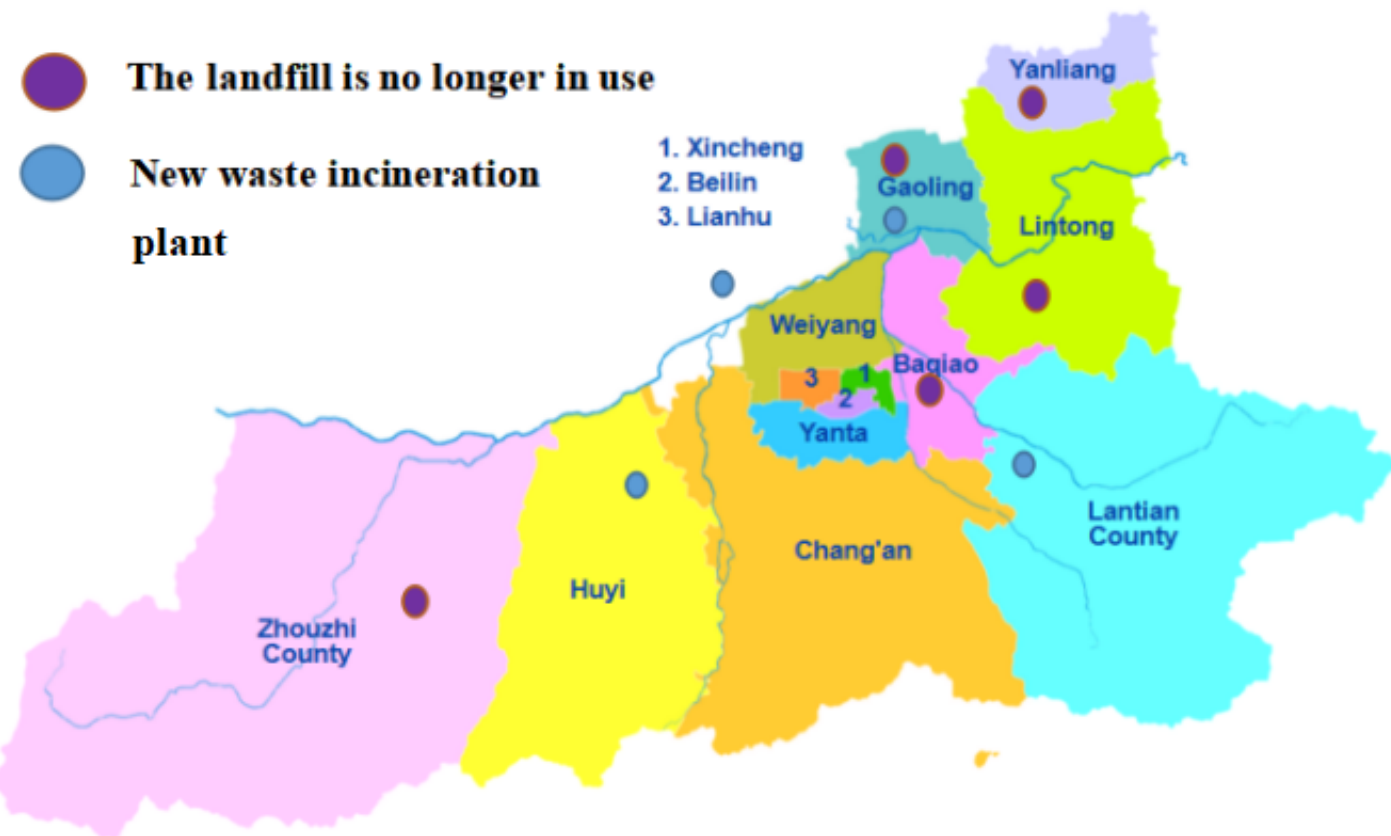 The landfill is no longer in use
New waste incineration
plant
1. Xincheng
2. Beilin
3. Lianhu
Yanliang
Gaoling
Lintong
Weiyang
Baqiao
3
1
2
Yanta
Lantian
County
Chang'an
Huyi
Zhouzhi
County